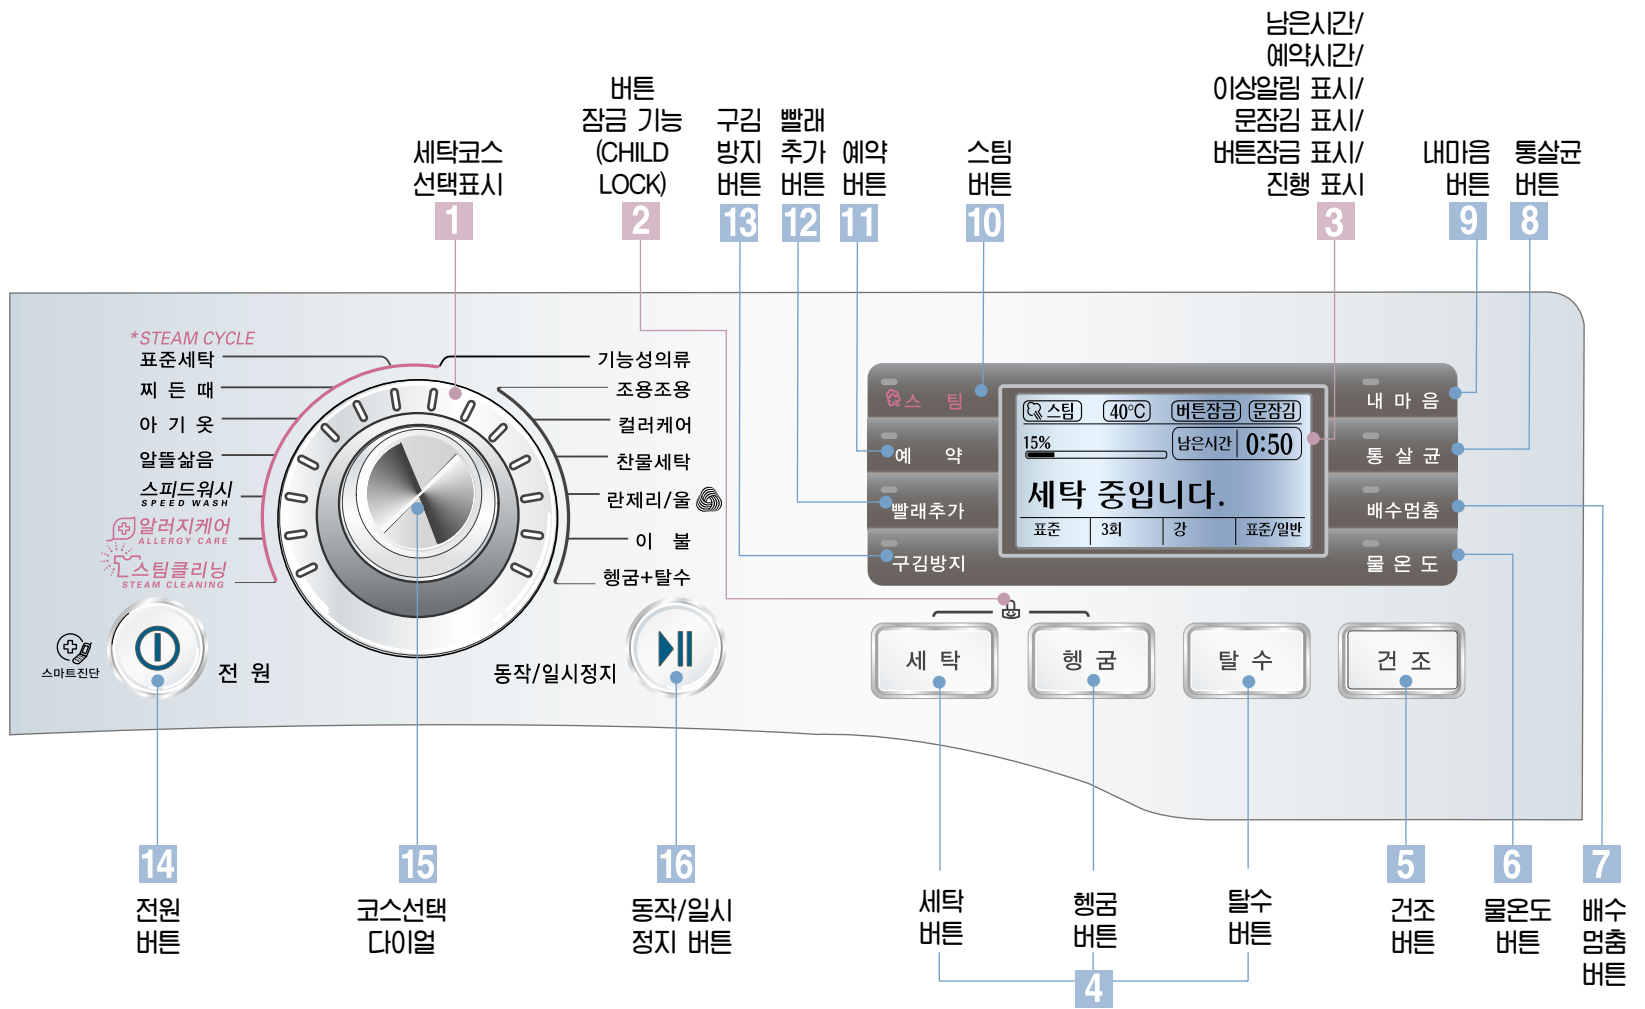 남은시간/
예약시간/
이상알림 표시/
문잠김 표시/
버튼잠금 표시/
진행 표시
세탁코스
선택표시
버튼
잠금 기능
(CHILD
LOCK)
구김
방지
버튼
빨래
추가
버튼
예약
버튼
스팀
버튼
내마음
버튼
통살균
버튼
1
2
13
12
11
10
3
9
8
*STEAM CYCLE
표준세탁
찌 든 때
아 기 옷
알뜰삶음
스피드워시
SPEED WASH
알러지케어
ALLERGY CARE
스팀클리닝
STEAM CLEANING
기능성의류
조용조용
컬러케어
찬물세탁
란제리/울
이 불
헹굼+탈수
스마트진단
전 원
동작/일시정지
스 팀
예 약
빨래추가
구김방지
스팀
40°C
버튼잠금
문잠김
15%
남은시간
0:50
세탁 중입니다.
표준
3회
강
표준/일반
내 마 음
통 살 균
배수멈춤
물 온 도
세 탁
헹 굼
탈 수
건 조
14
전원
버튼
15
코스선택
다이얼
16
동작/일시
정지 버튼
세탁
버튼
헹굼
버튼
탈수
버튼
4
5
건조
버튼
6
물온도
버튼
7
배수
멈춤
버튼